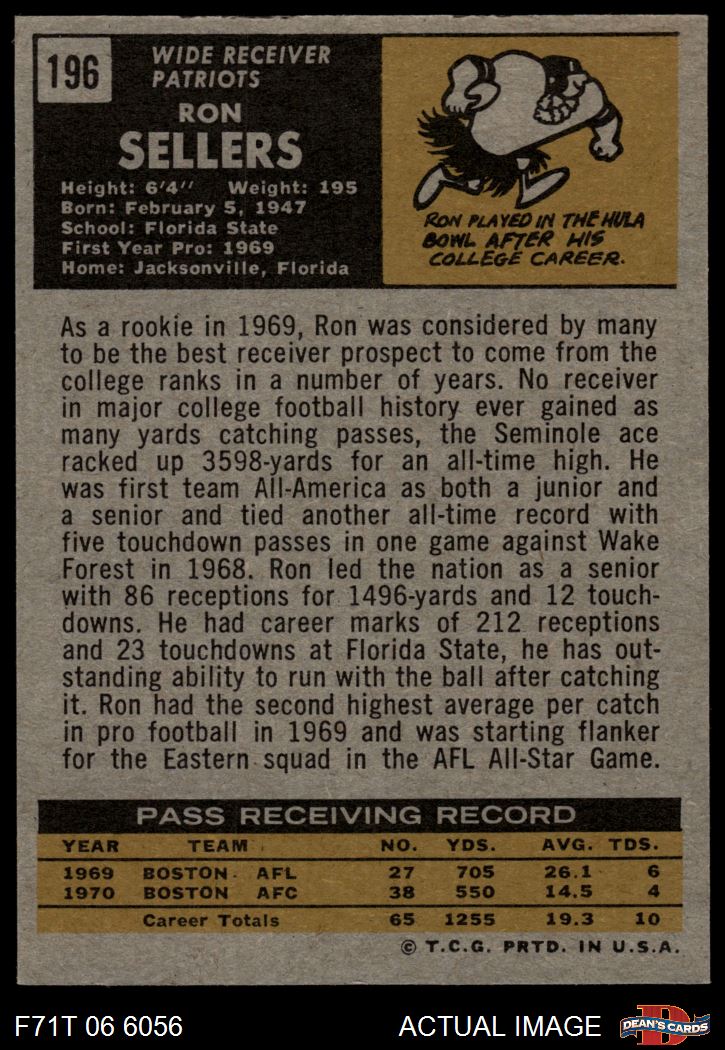 196
WIDE RECEIVER
PATRIOTS
RON
SELLERS
Height: 6'4" Weight: 195
Born: February 5, 1947
School: Florida State
First Year Pro: 1969
Home: Jacksonville, Florida
RON PLAYED IN THE HULA
BOWL AFTER HIS
COLLEGE CAREER.
As a rookie in 1969, Ron was considered by many
to be the best receiver prospect to come from the
college ranks in a number of years. No receiver
in major college football history ever gained as
many yards catching passes, the Seminole ace
racked up 3598-yards for an all-time high. He
was first team All-America as both a junior and
a senior and tied another all-time record with
five touchdown passes in one game against Wake
Forest in 1968. Ron led the nation as a senior
with 86 receptions for 1496-yards and 12 touch-
downs. He had career marks of 212 receptions
and 23 touchdowns at Florida State, he has out-
standing ability to run with the ball after catching
it. Ron had the second highest average per catch
in pro football in 1969 and was starting flanker
for the Eastern squad in the AFL All-Star Game.
PASS RECEIVING RECORD
YEAR TEAM NO. YDS. AVG. TDS.
1969 BOSTON AFL 27 705 26.1 6
1970 BOSTON AFC 38 550 14.5 4
Career Totals 65 1255 19.3 10
© T.C.G. PRTD. IN U.S.A.
F71T 06 6056 ACTUAL IMAGE D DEAN'S CARDS